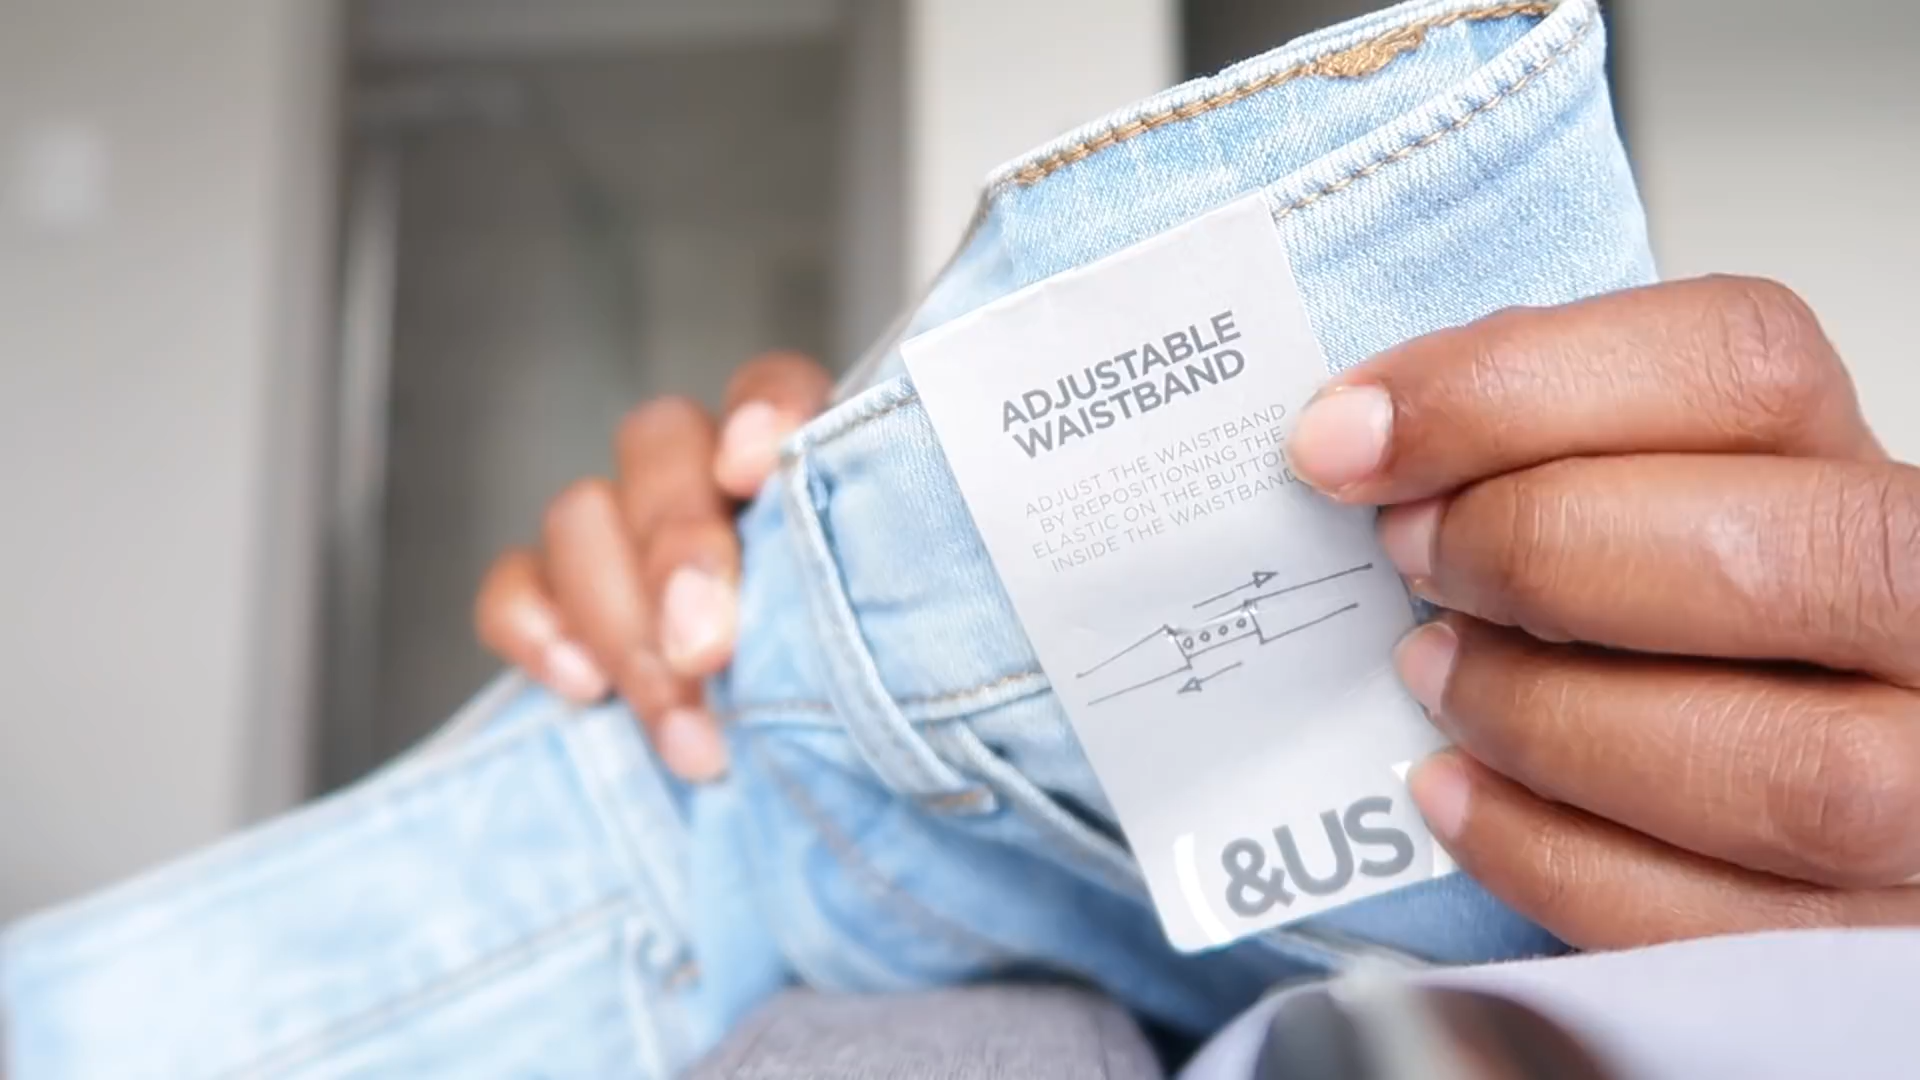 ADJUSTABLE
WAISTBAND
ADJUST THE WAISTBAND
BY REPOSITIONING THE
ELASTIC ON THE BUTTON
INSIDE THE WAISTBAND
(&US)